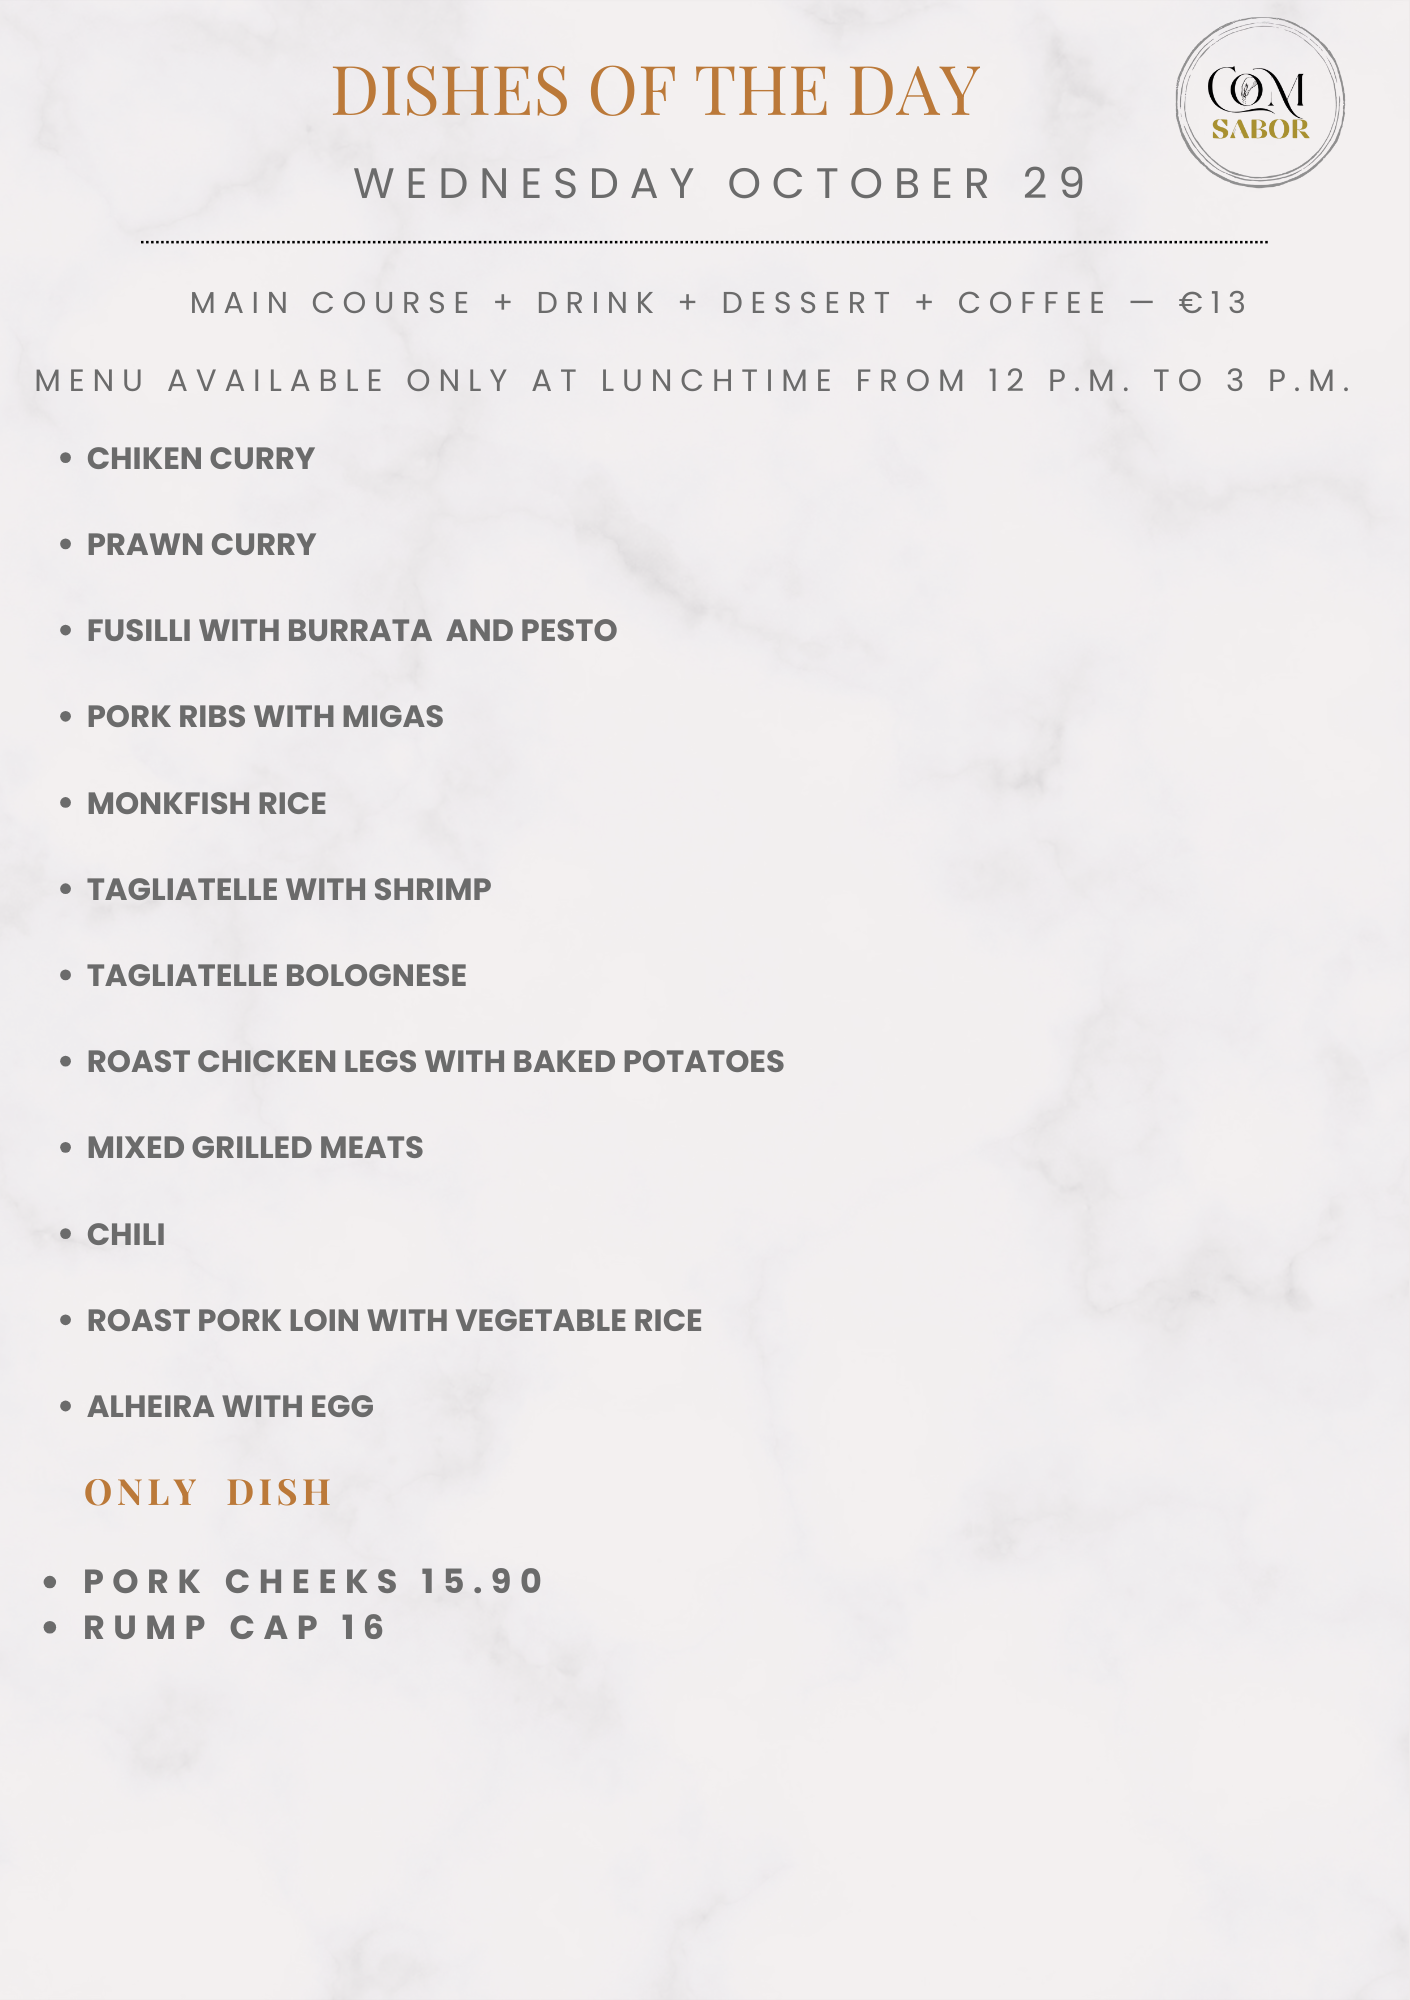 DISHES OF THE DAY
COM
SABOR
WEDNESDAY OCTOBER 29
MAIN COURSE + DRINK + DESSERT + COFFEE — €13
MENU AVAILABLE ONLY AT LUNCHTIME FROM 12 P.M. TO 3 P.M.
• CHIKEN CURRY
• PRAWN CURRY
• FUSILLI WITH BURRATA  AND PESTO
• PORK RIBS WITH MIGAS
• MONKFISH RICE
• TAGLIATELLE WITH SHRIMP
• TAGLIATELLE BOLOGNESE
• ROAST CHICKEN LEGS WITH BAKED POTATOES
• MIXED GRILLED MEATS
• CHILI
• ROAST PORK LOIN WITH VEGETABLE RICE
• ALHEIRA WITH EGG
ONLY  DISH
• PORK CHEEKS 15.90
• RUMP CAP 16